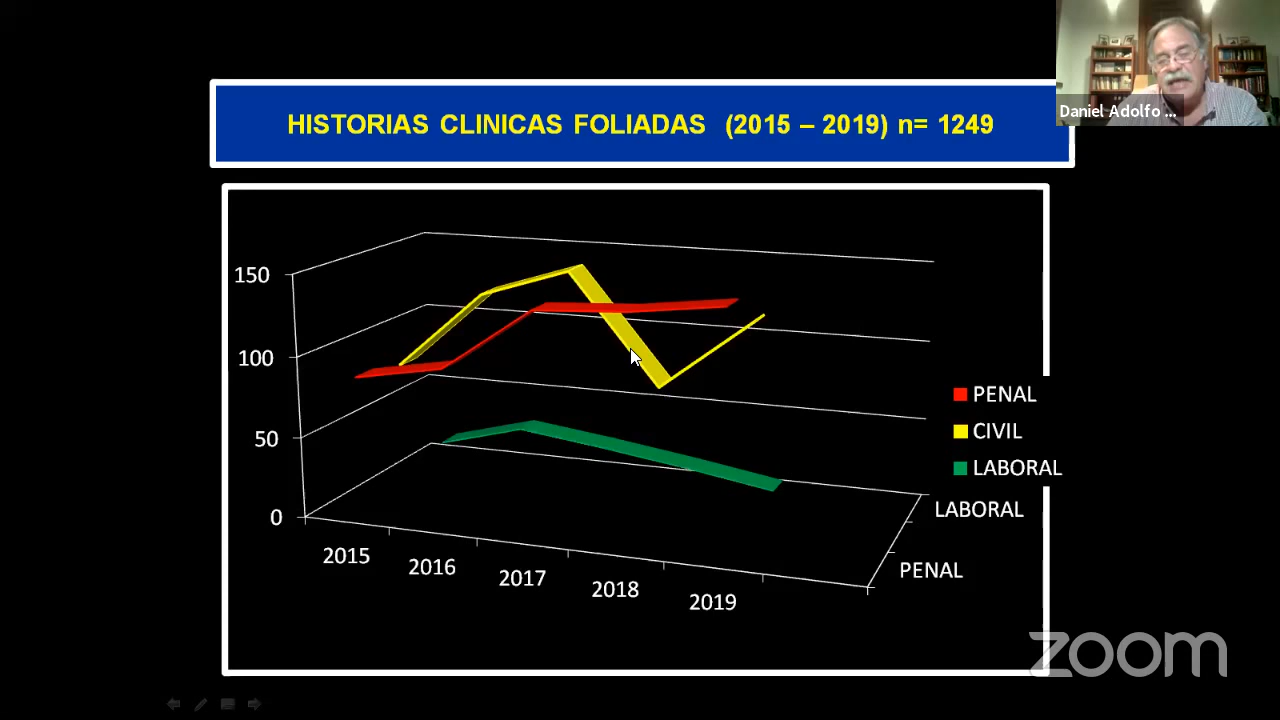 HISTORIAS CLINICAS FOLIADAS (2015 – 2019) n= 1249
Daniel Adolfo ...
150
100
50
0
2015
2016
2017
2018
2019
PENAL
CIVIL
LABORAL
LABORAL
PENAL
zoom